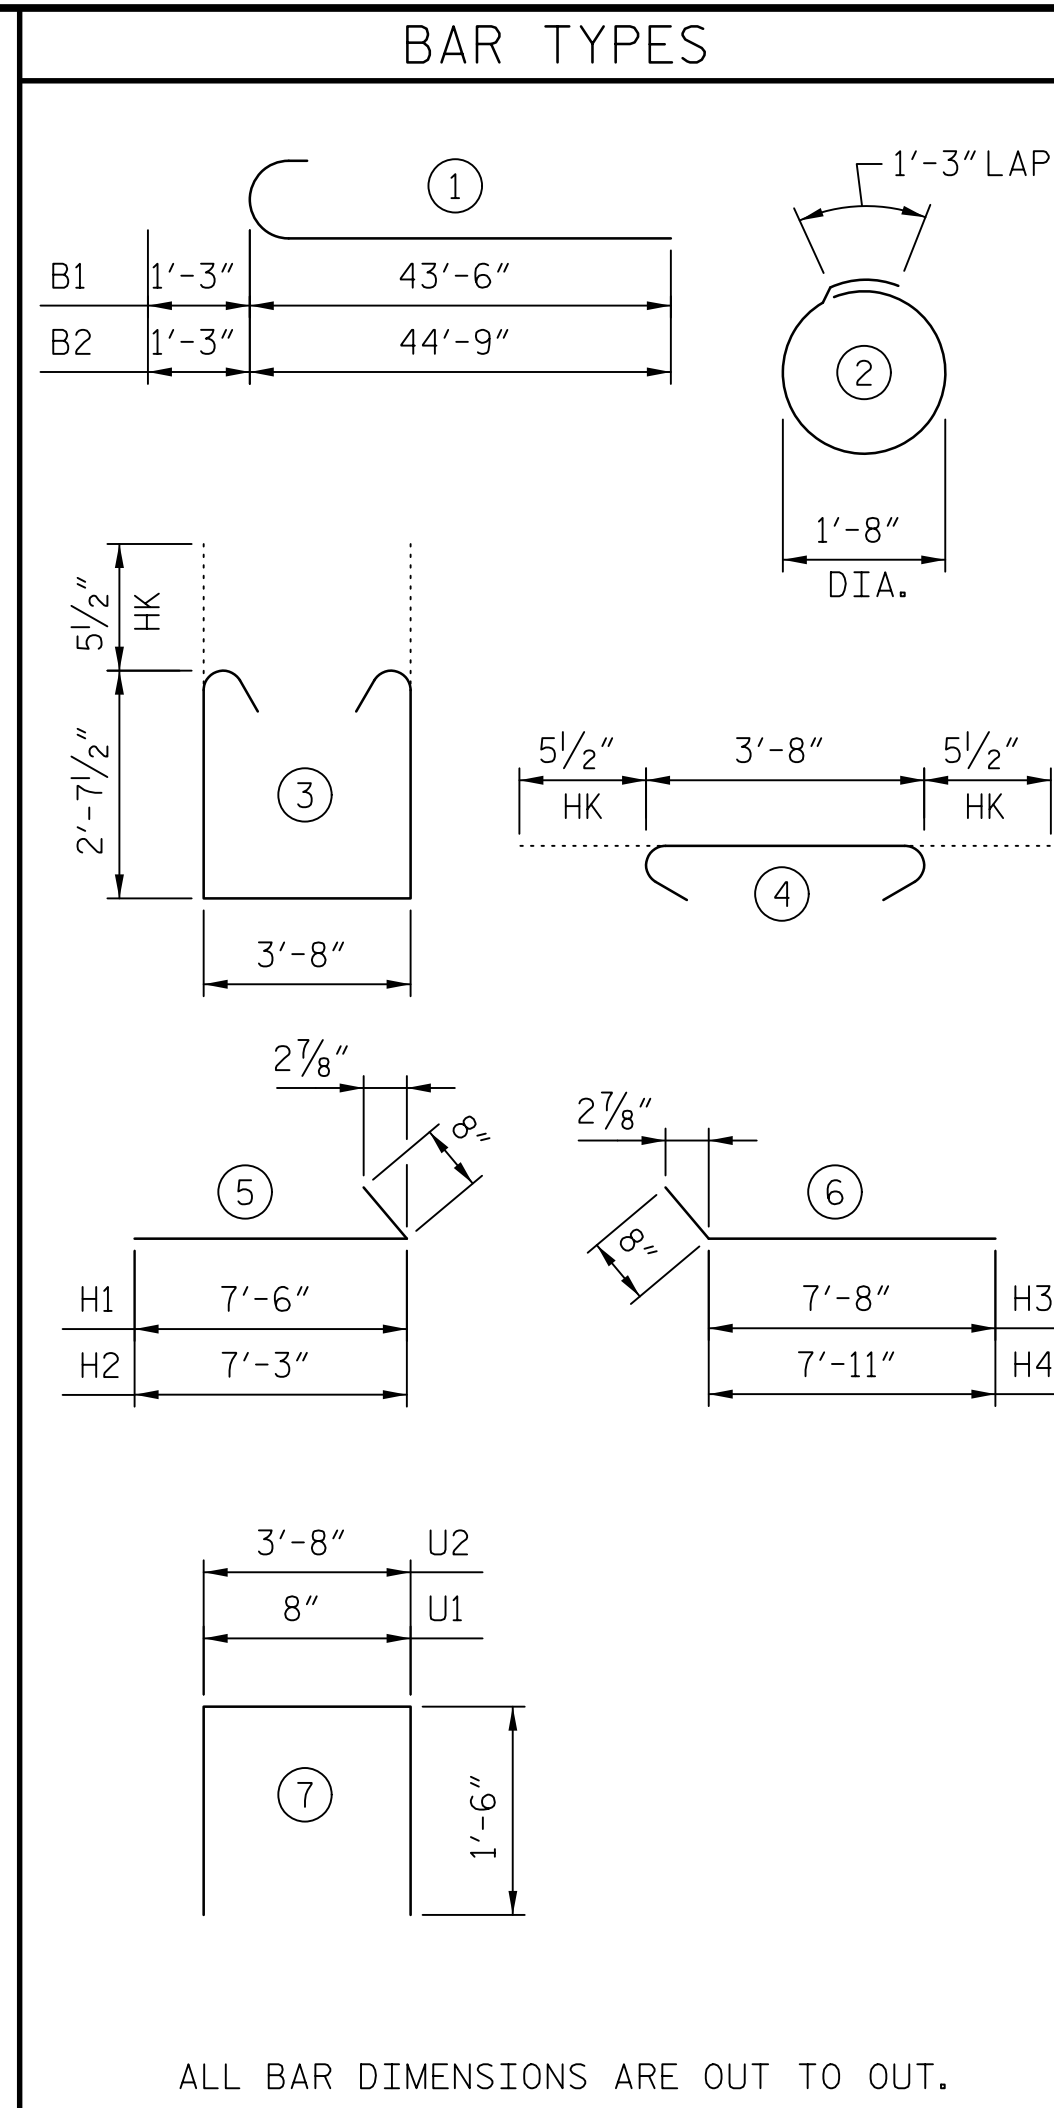 BAR TYPES
1
1'-3" LAP
B1 1'-3" 43'-6"
B2 1'-3" 44'-9"
2
1'-8"
DIA.
5½"
HK
2'-7½"
3
3'-8"
5½" 3'-8" 5½"
HK HK
4
2⅞"
8"
5
H1 7'-6"
H2 7'-3"
2⅞"
8"
6
7'-8" H3
7'-11" H4
3'-8" U2
8" U1
7
1'-6"
ALL BAR DIMENSIONS ARE OUT TO OUT.